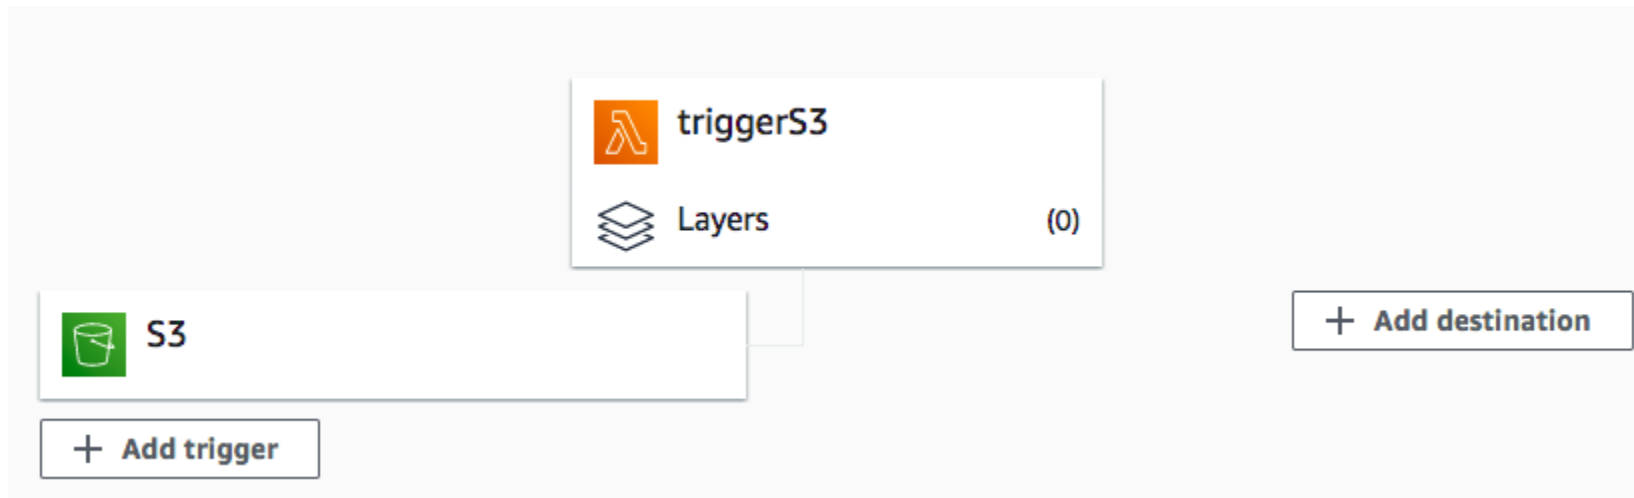 triggerS3
Layers (0)
S3
+ Add destination
+ Add trigger